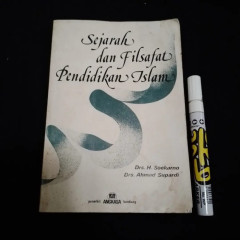 Sejarah
dan Filsafat
Pendidikan Islam
Drs. H. Soekarno
Drs. Ahmad Supardi
penerbit ANGKASA bandung